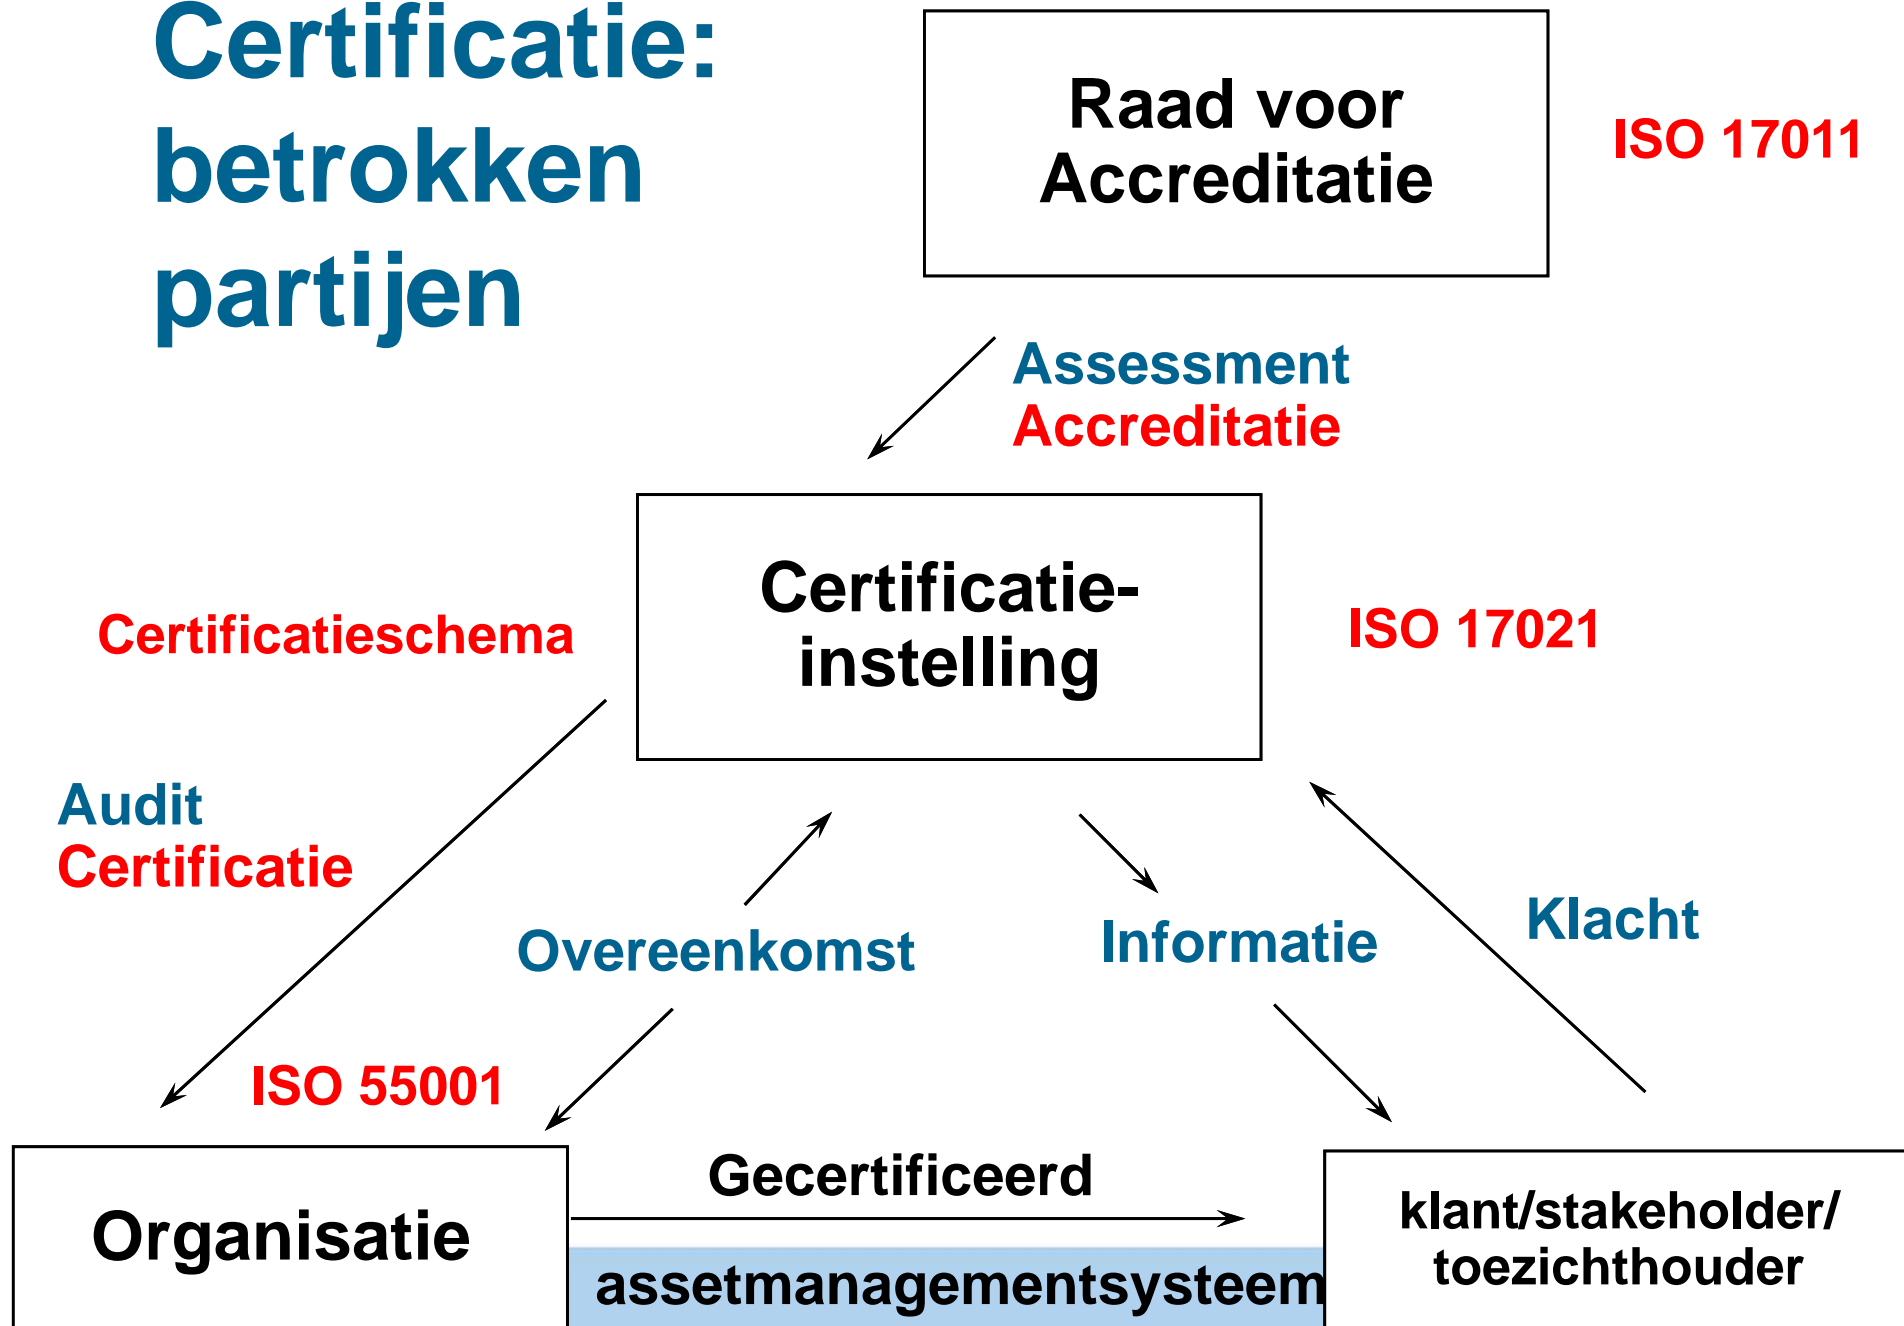 Certificatie:
betrokken
partijen
Raad voor
Accreditatie
ISO 17011
Assessment
Accreditatie
Certificatie-
instelling
Certificatieschema
ISO 17021
Audit
Certificatie
Overeenkomst
Informatie
Klacht
ISO 55001
Organisatie
Gecertificeerd
assetmanagementsysteem
klant/stakeholder/
toezichthouder